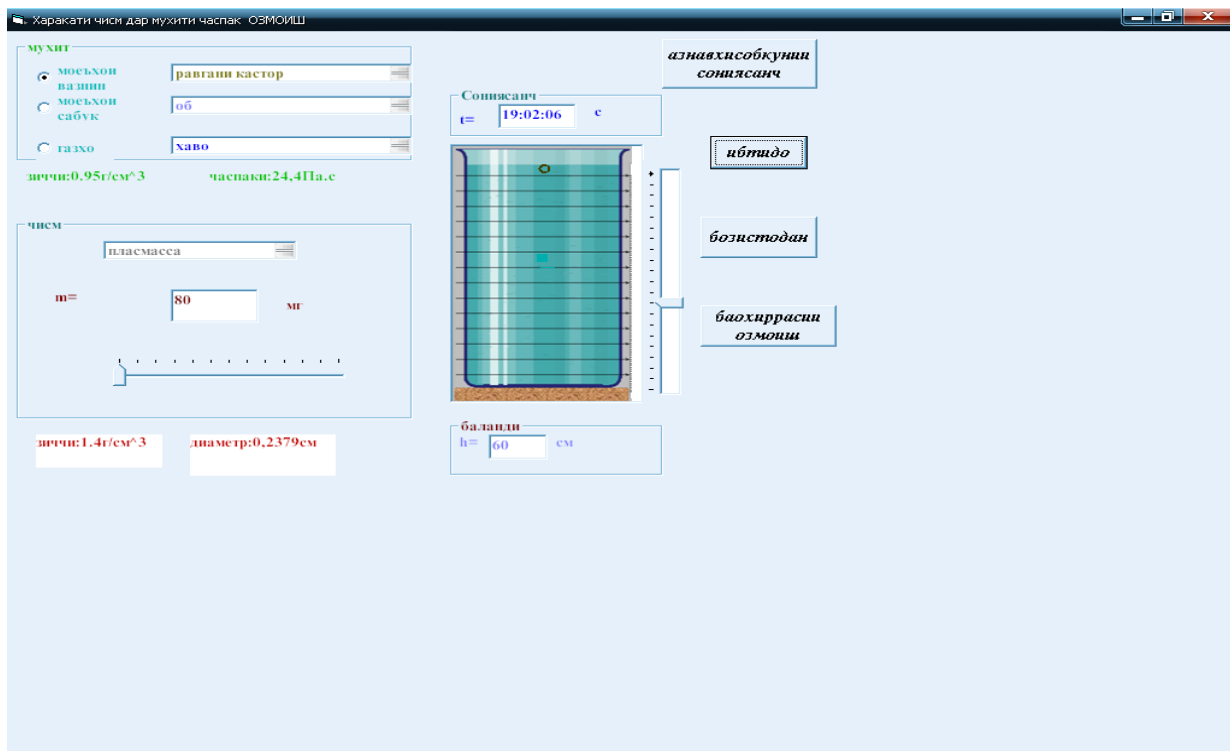 Харакати чисм дар мухити часпак ОЗМОИШ
мухит
моеъхои
вазнин
равгани кастор
моеъхои
сабук
об
газхо
хаво
зиччи:0.95г/см^3
часпаки:24,4Па.с
чисм
пласмасса
m=
80
мг
зиччи:1.4г/см^3
диаметр:0,2379см
Сониясанч
t=
19:02:06
с
баланди
h=
60
см
азнавхисобкунии
сониясанч
ибтидо
бозистодан
баохиррасии
озмоиш